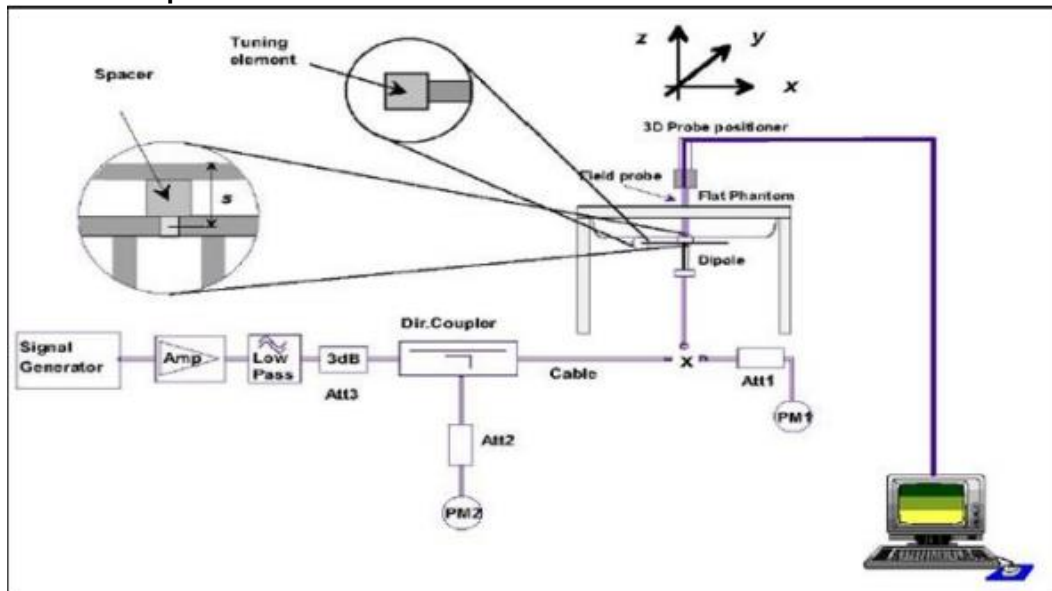 Tuning
element
Spacer
s
z
y
x
3D Probe positioner
Field probe
Flat Phantom
Dipole
Signal
Generator
Amp
Low
Pass
3dB
Att3
Dir.Coupler
Cable
x
Att1
PM1
Att2
PM2